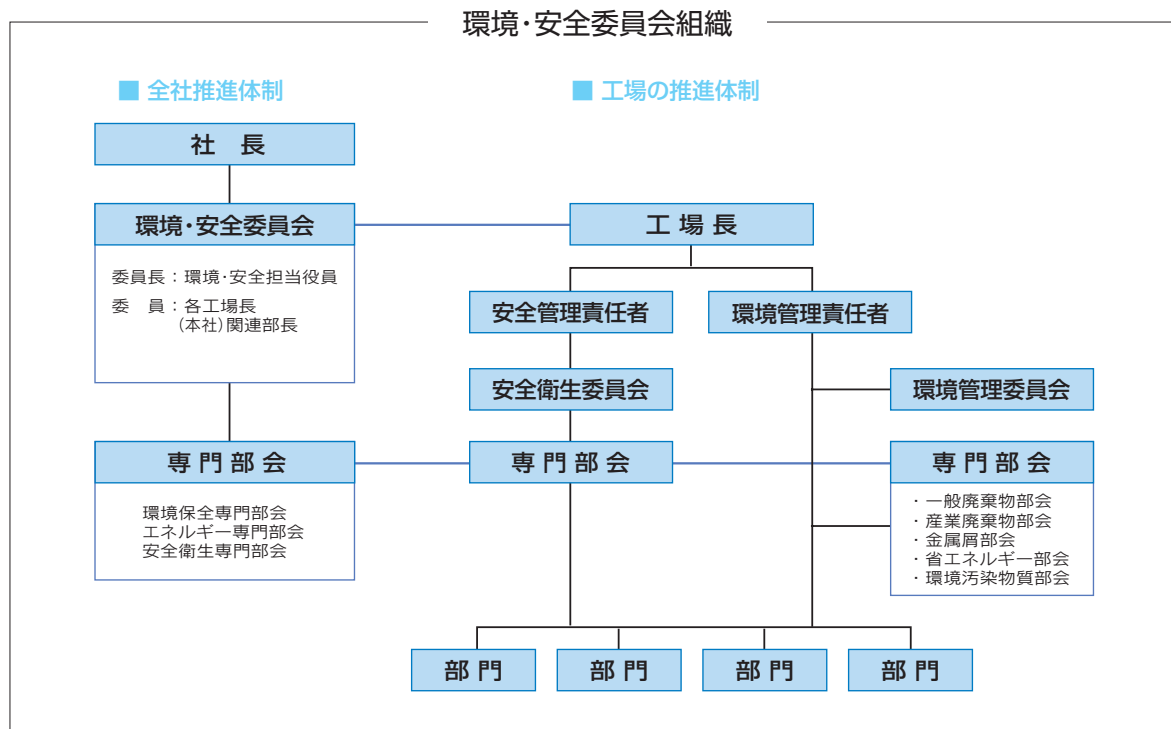 環境・安全委員会組織
■ 全社推進体制
社　長
環境・安全委員会
委員長：環境・安全担当役員
委　員：各工場長
(本社)関連部長
専 門 部 会
環境保全専門部会
エネルギー専門部会
安全衛生専門部会
■ 工場の推進体制
工 場 長
安全管理責任者
環境管理責任者
安全衛生委員会
環境管理委員会
専 門 部 会
専 門 部 会
・一般廃棄物部会
・産業廃棄物部会
・金属屑部会
・省エネルギー部会
・環境汚染物質部会
部 門
部 門
部 門
部 門